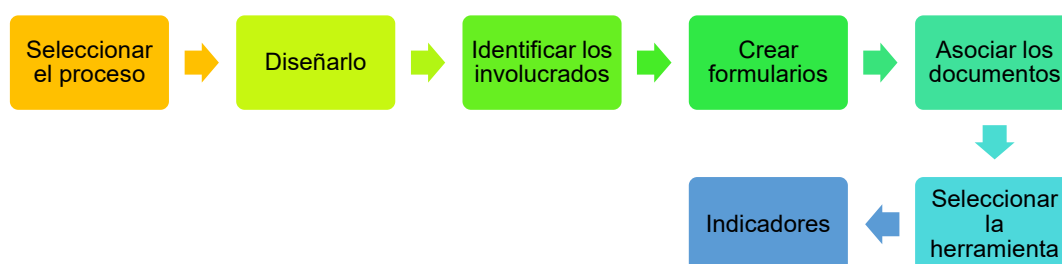 Seleccionar
el proceso
Diseñarlo
Identificar los
involucrados
Crear
formularios
Asociar los
documentos
Seleccionar
la
herramienta
Indicadores